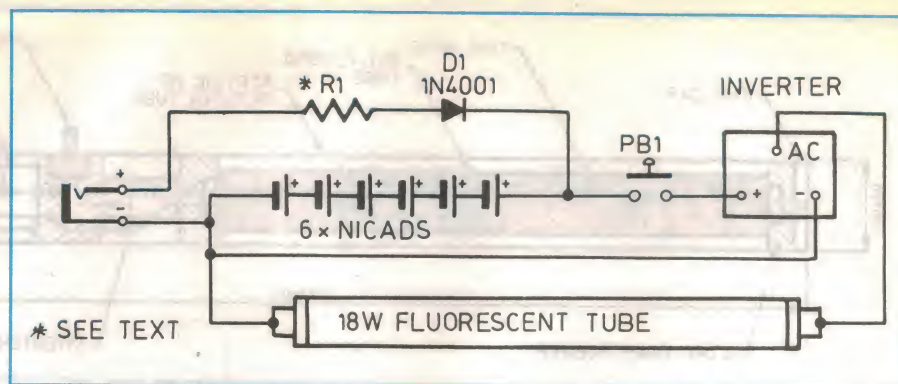 * R1
D1
1N4001
INVERTER
AC
PB1
+
-
+ + + + + +
+ -
6 × NICADS
* SEE TEXT
18W FLUORESCENT TUBE